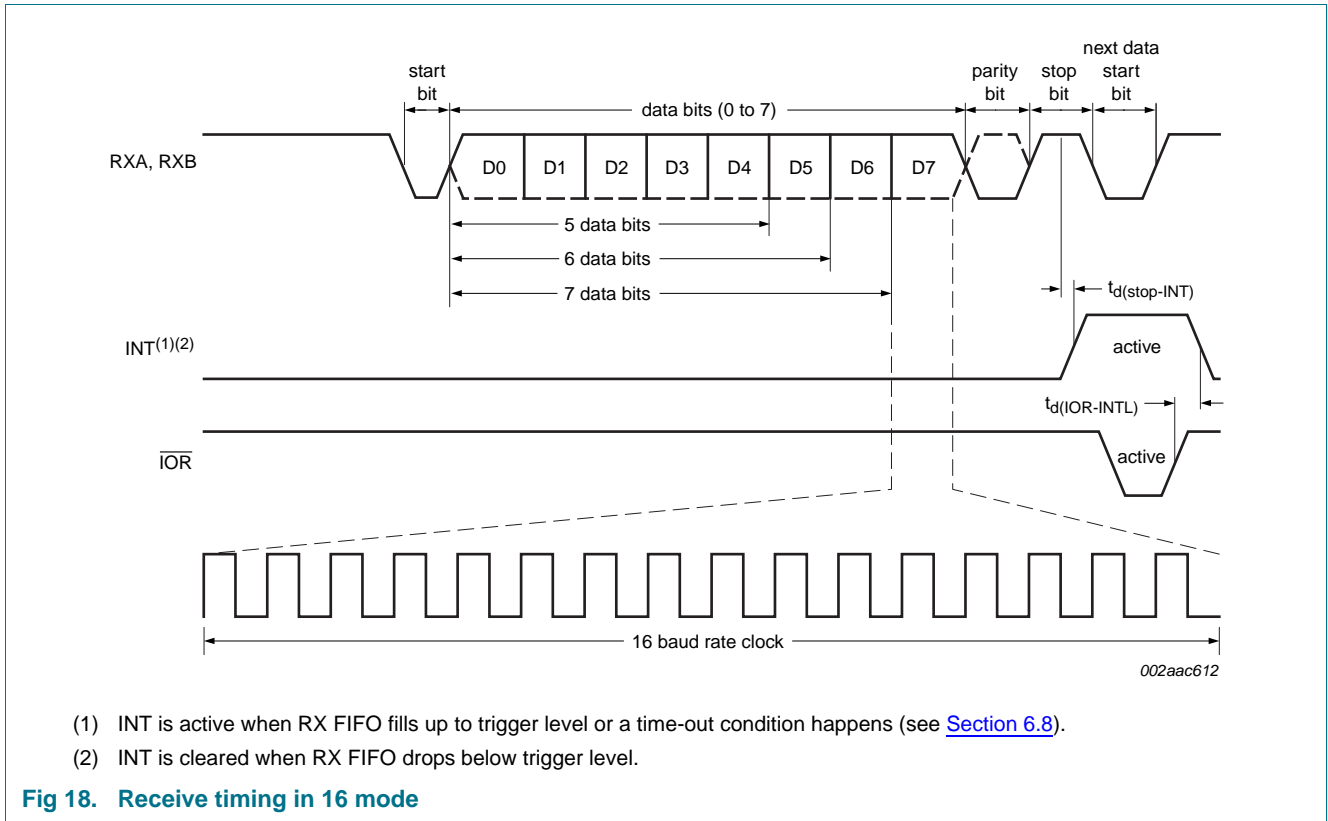 start bit
data bits (0 to 7)
parity bit
stop bit
next data start bit
RXA, RXB
D0 D1 D2 D3 D4 D5 D6 D7
5 data bits
6 data bits
7 data bits
td(stop-INT)
INT(1)(2)
active
td(IOR-INTL)
IOR
active
16 baud rate clock
002aac612
(1) INT is active when RX FIFO fills up to trigger level or a time-out condition happens (see Section 6.8).
(2) INT is cleared when RX FIFO drops below trigger level.
Fig 18. Receive timing in 16 mode